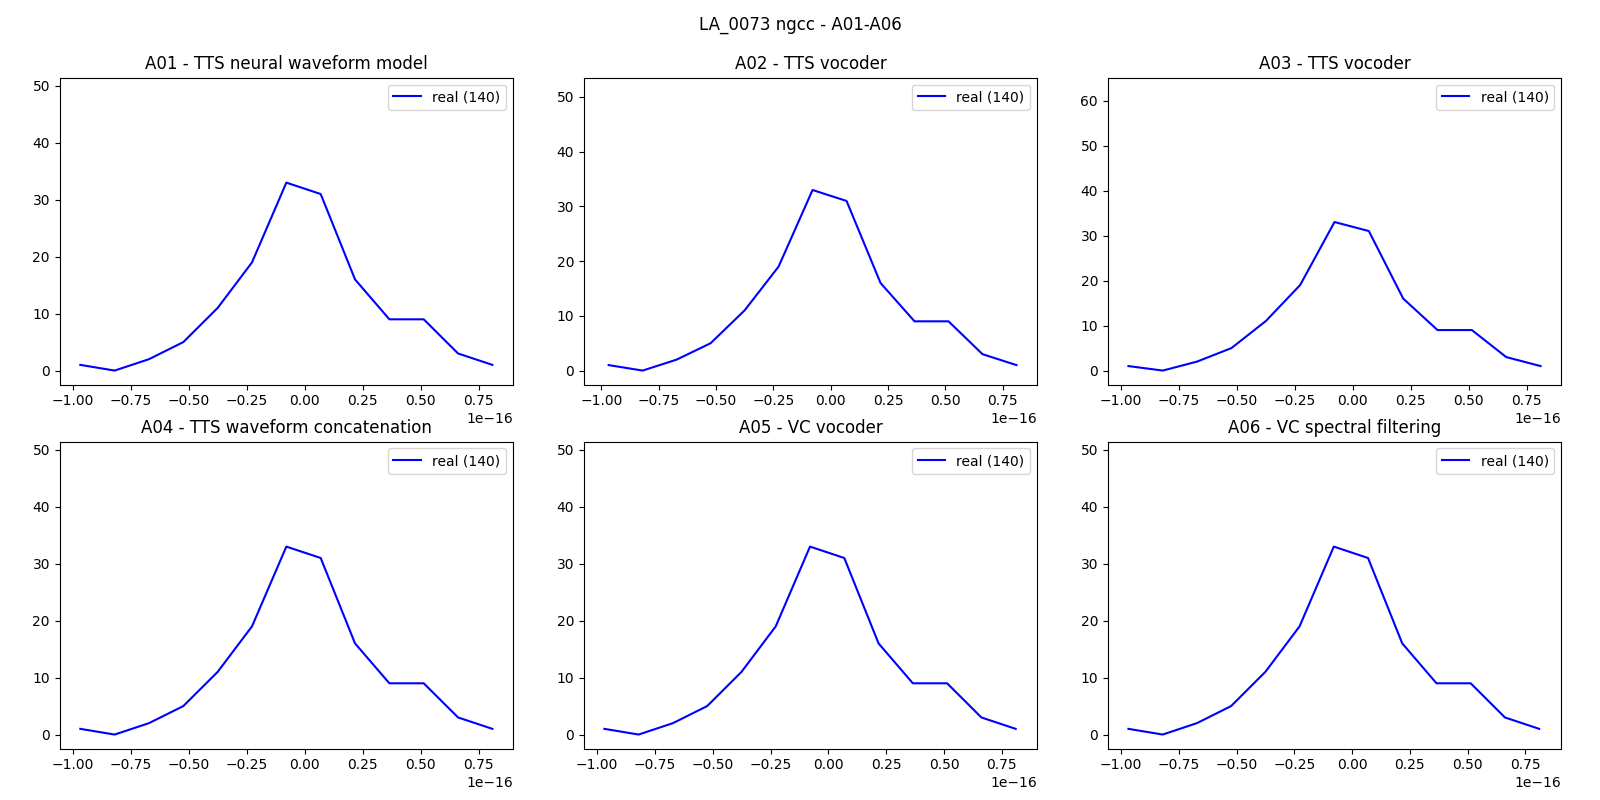 LA_0073 ngcc - A01-A06
A01 - TTS neural waveform model
real (140)
50
40
30
20
10
0
−1.00 −0.75 −0.50 −0.25 0.00 0.25 0.50 0.75
1e−16
A02 - TTS vocoder
real (140)
50
40
30
20
10
0
−1.00 −0.75 −0.50 −0.25 0.00 0.25 0.50 0.75
1e−16
A03 - TTS vocoder
real (140)
60
50
40
30
20
10
0
−1.00 −0.75 −0.50 −0.25 0.00 0.25 0.50 0.75
1e−16
A04 - TTS waveform concatenation
real (140)
50
40
30
20
10
0
−1.00 −0.75 −0.50 −0.25 0.00 0.25 0.50 0.75
1e−16
A05 - VC vocoder
real (140)
50
40
30
20
10
0
−1.00 −0.75 −0.50 −0.25 0.00 0.25 0.50 0.75
1e−16
A06 - VC spectral filtering
real (140)
50
40
30
20
10
0
−1.00 −0.75 −0.50 −0.25 0.00 0.25 0.50 0.75
1e−16